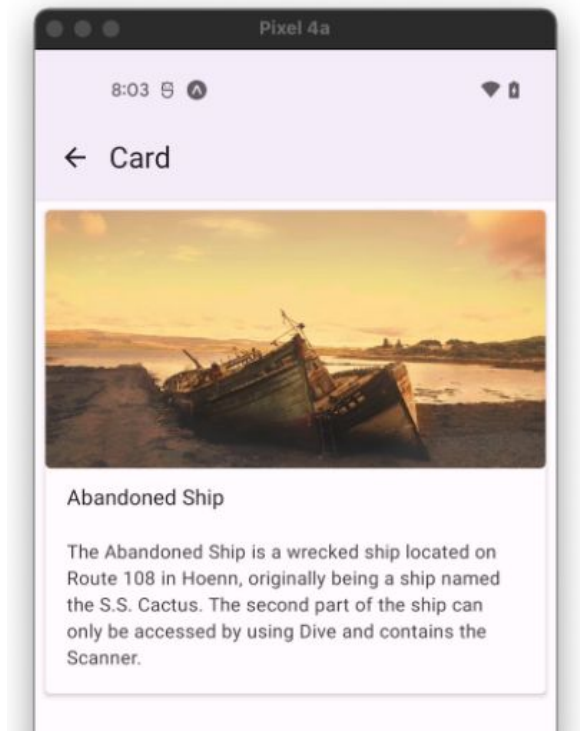 Pixel 4a
8:03
Card
Abandoned Ship
The Abandoned Ship is a wrecked ship located on
Route 108 in Hoenn, originally being a ship named
the S.S. Cactus. The second part of the ship can
only be accessed by using Dive and contains the
Scanner.